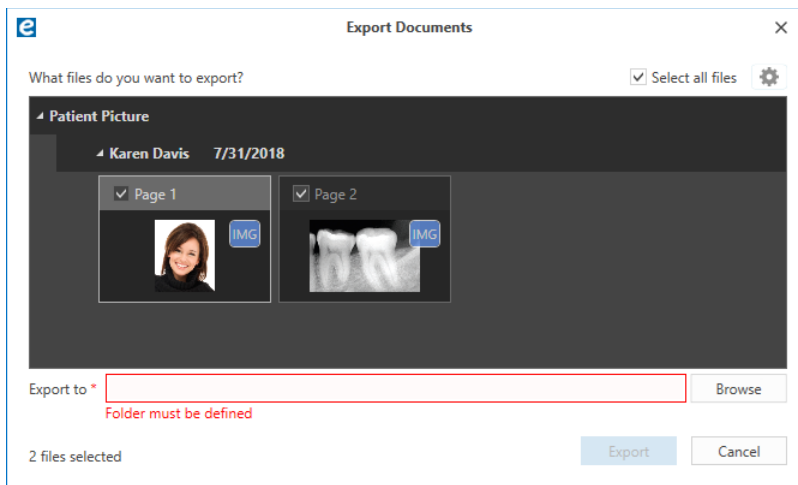 Export Documents
What files do you want to export? Select all files
Patient Picture
Karen Davis 7/31/2018
Page 1 Page 2
IMG IMG
Export to * Browse
Folder must be defined
2 files selected Export Cancel